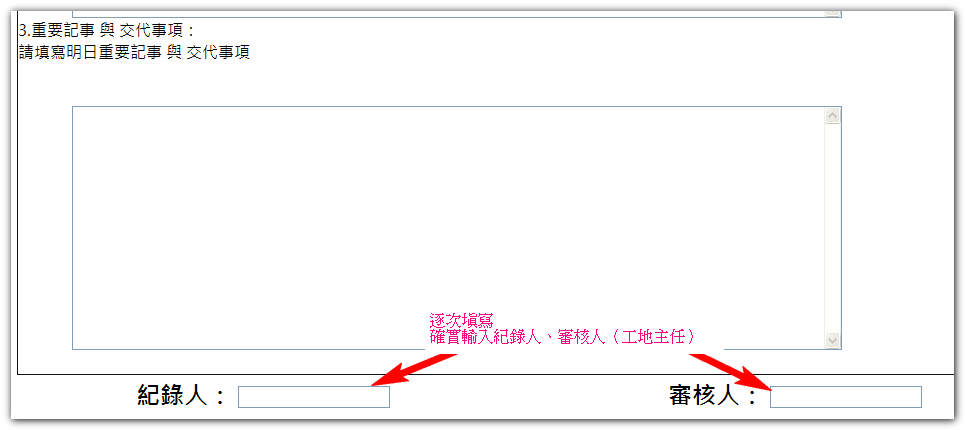 3.重要記事 與 交代事項：
請填寫明日重要記事 與 交代事項
逐次填寫
確實輸入紀錄人、審核人（工地主任）
紀錄人： 審核人：